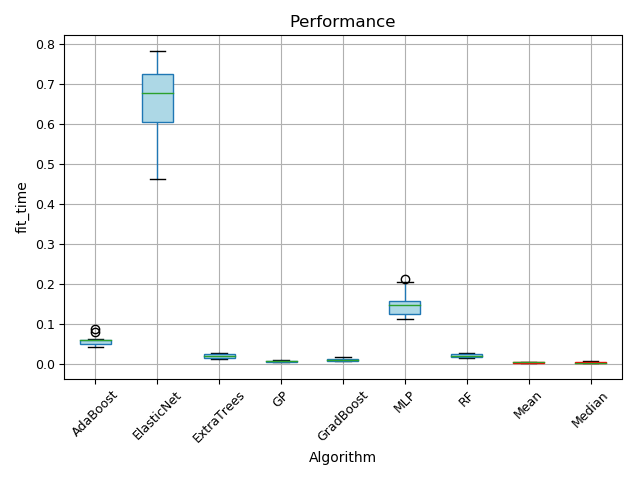 Performance
0.8
0.7
0.6
0.5
0.4
0.3
0.2
0.1
0.0
fit_time
AdaBoost
ElasticNet
ExtraTrees
GP
GradBoost
MLP
RF
Mean
Median
Algorithm